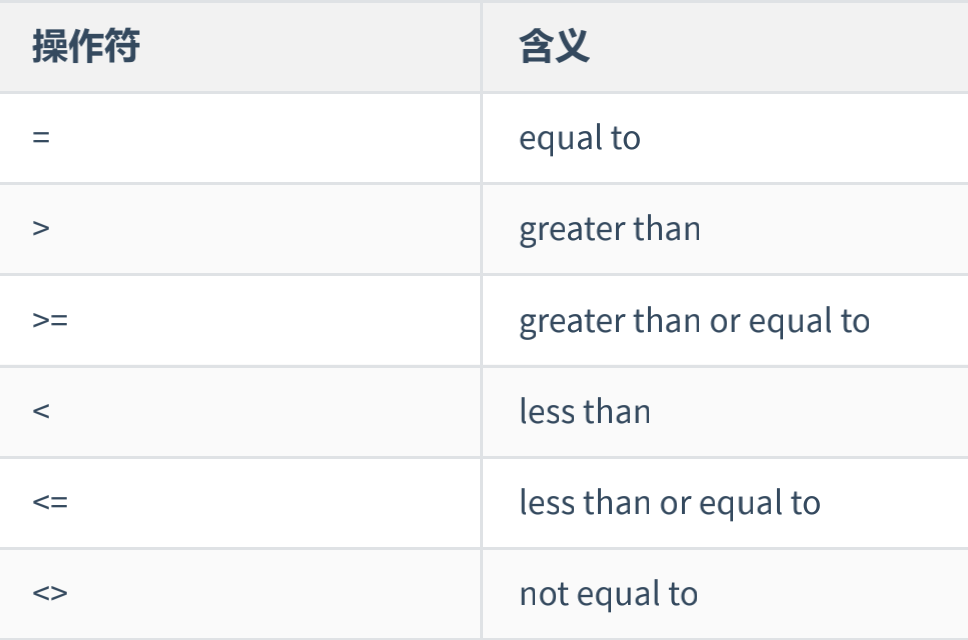 操作符 含义
= equal to
> greater than
>= greater than or equal to
< less than
<= less than or equal to
<> not equal to